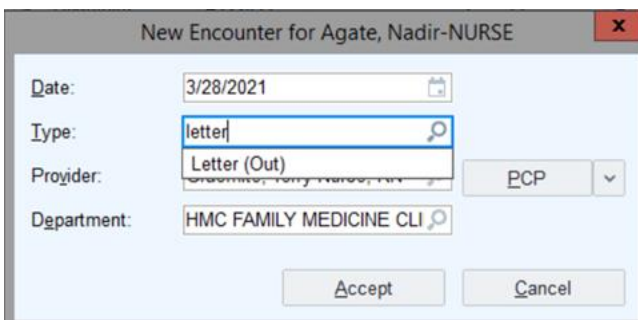 New Encounter for Agate, Nadir-NURSE
x
Date: 3/28/2021
Type: letter
Letter (Out)
Provider: RN PCP
Department: HMC FAMILY MEDICINE CLI
Accept Cancel